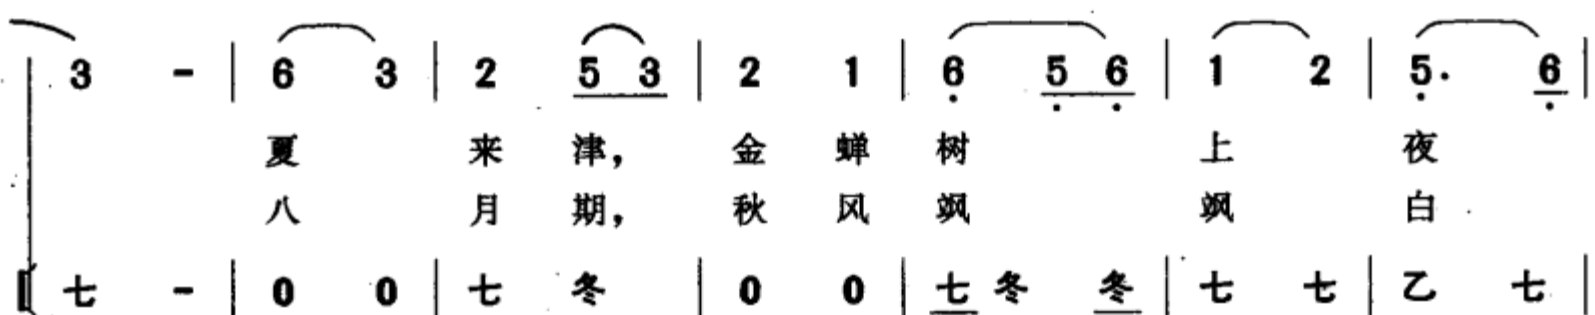 3 - | 6 3 | 2 5 3 | 2 1 | 6 5 6 | 1 2 | 5. 6 |
夏 来 津， 金 蝉 树 上 夜
八 月 期， 秋 风 飒 飒 白
七 - | 0 0 | 七 冬 | 0 0 | 七 冬 冬 | 七 七 | 乙 七 |